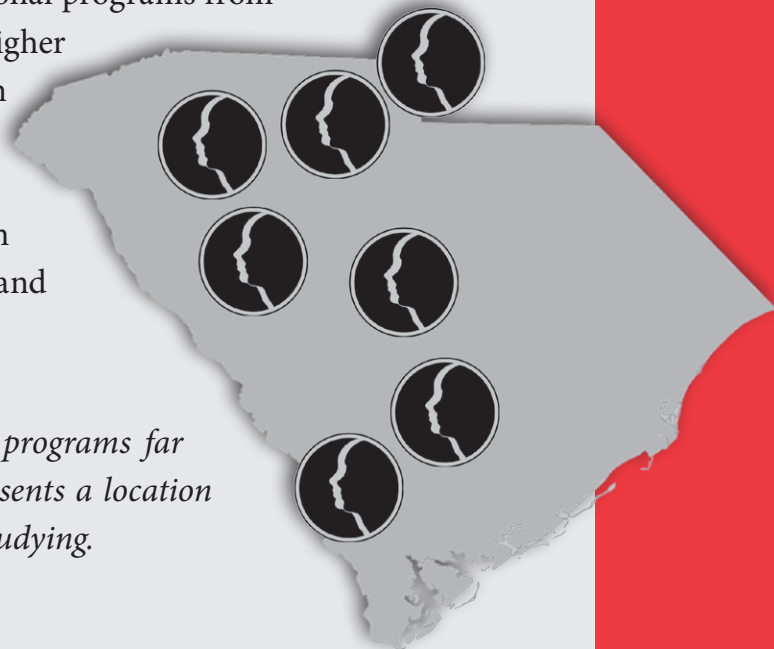 onal programs from
igher
n
n
and
programs far
sents a location
udying.